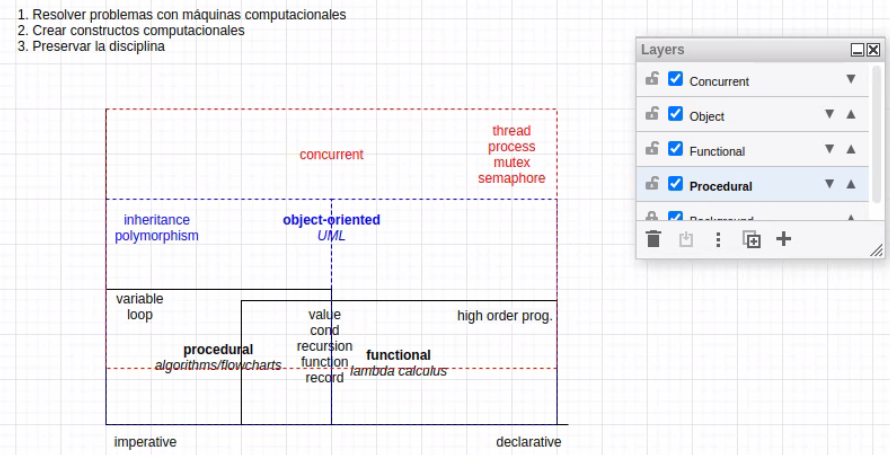 1. Resolver problemas con máquinas computacionales
2. Crear constructos computacionales
3. Preservar la disciplina
Layers
Concurrent
Object
Functional
Procedural
Background
concurrent
thread
process
mutex
semaphore
inheritance
polymorphism
object-oriented
UML
variable
loop
value
cond
recursion
function
record
high order prog.
procedural
algorithms/flowcharts
functional
lambda calculus
imperative
declarative